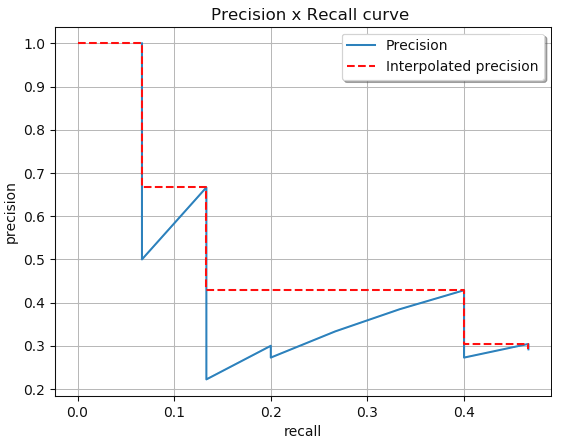 Precision x Recall curve
Precision
Interpolated precision
precision
1.0
0.9
0.8
0.7
0.6
0.5
0.4
0.3
0.2
0.0 0.1 0.2 0.3 0.4
recall